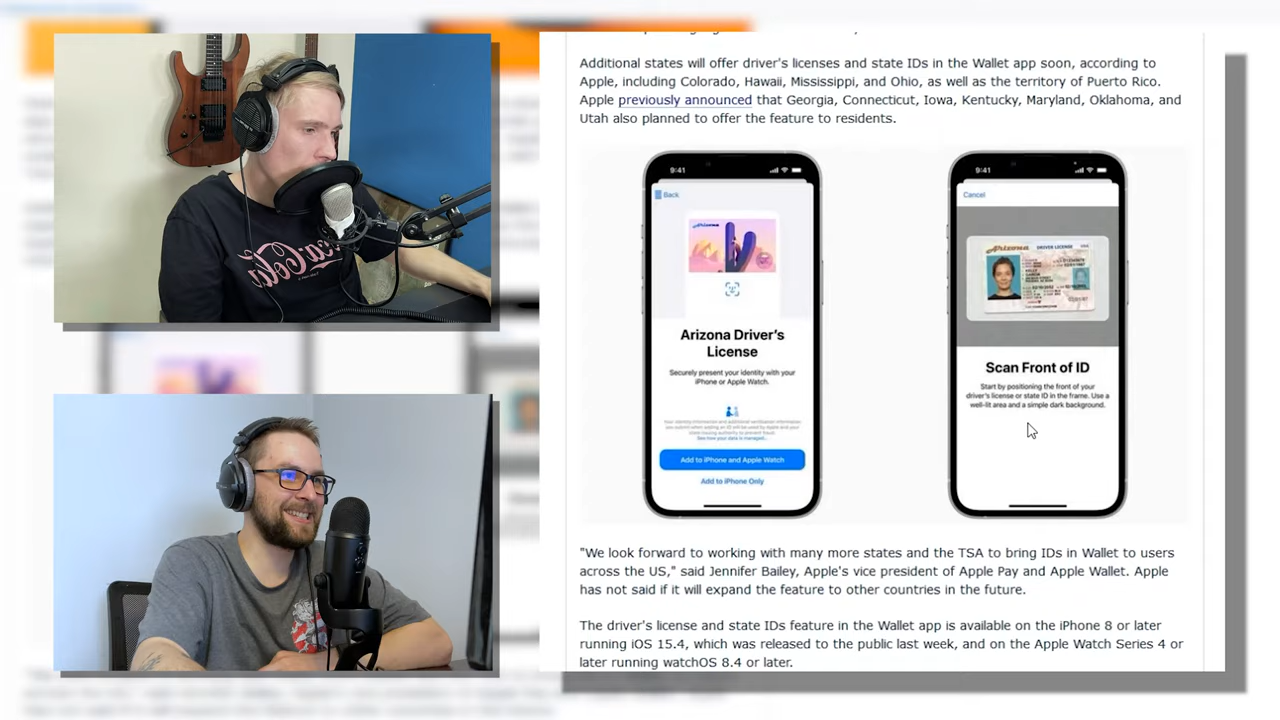 Additional states will offer driver's licenses and state IDs in the Wallet app soon, according to
Apple, including Colorado, Hawaii, Mississippi, and Ohio, as well as the territory of Puerto Rico.
Apple previously announced that Georgia, Connecticut, Iowa, Kentucky, Maryland, Oklahoma, and
Utah also planned to offer the feature to residents.
9:41
Back
Arizona
Arizona Driver's
License
Securely present your identity with your
iPhone or Apple Watch.
See how your data is managed...
Add to iPhone and Apple Watch
Add to iPhone Only
9:41
Cancel
Arizona DRIVER LICENSE USA
Scan Front of ID
Start by positioning the front of your
driver's license or state ID in the frame. Use a
well-lit area and a simple dark background.
"We look forward to working with many more states and the TSA to bring IDs in Wallet to users
across the US," said Jennifer Bailey, Apple's vice president of Apple Pay and Apple Wallet. Apple
has not said if it will expand the feature to other countries in the future.
The driver's license and state IDs feature in the Wallet app is available on the iPhone 8 or later
running iOS 15.4, which was released to the public last week, and on the Apple Watch Series 4 or
later running watchOS 8.4 or later.